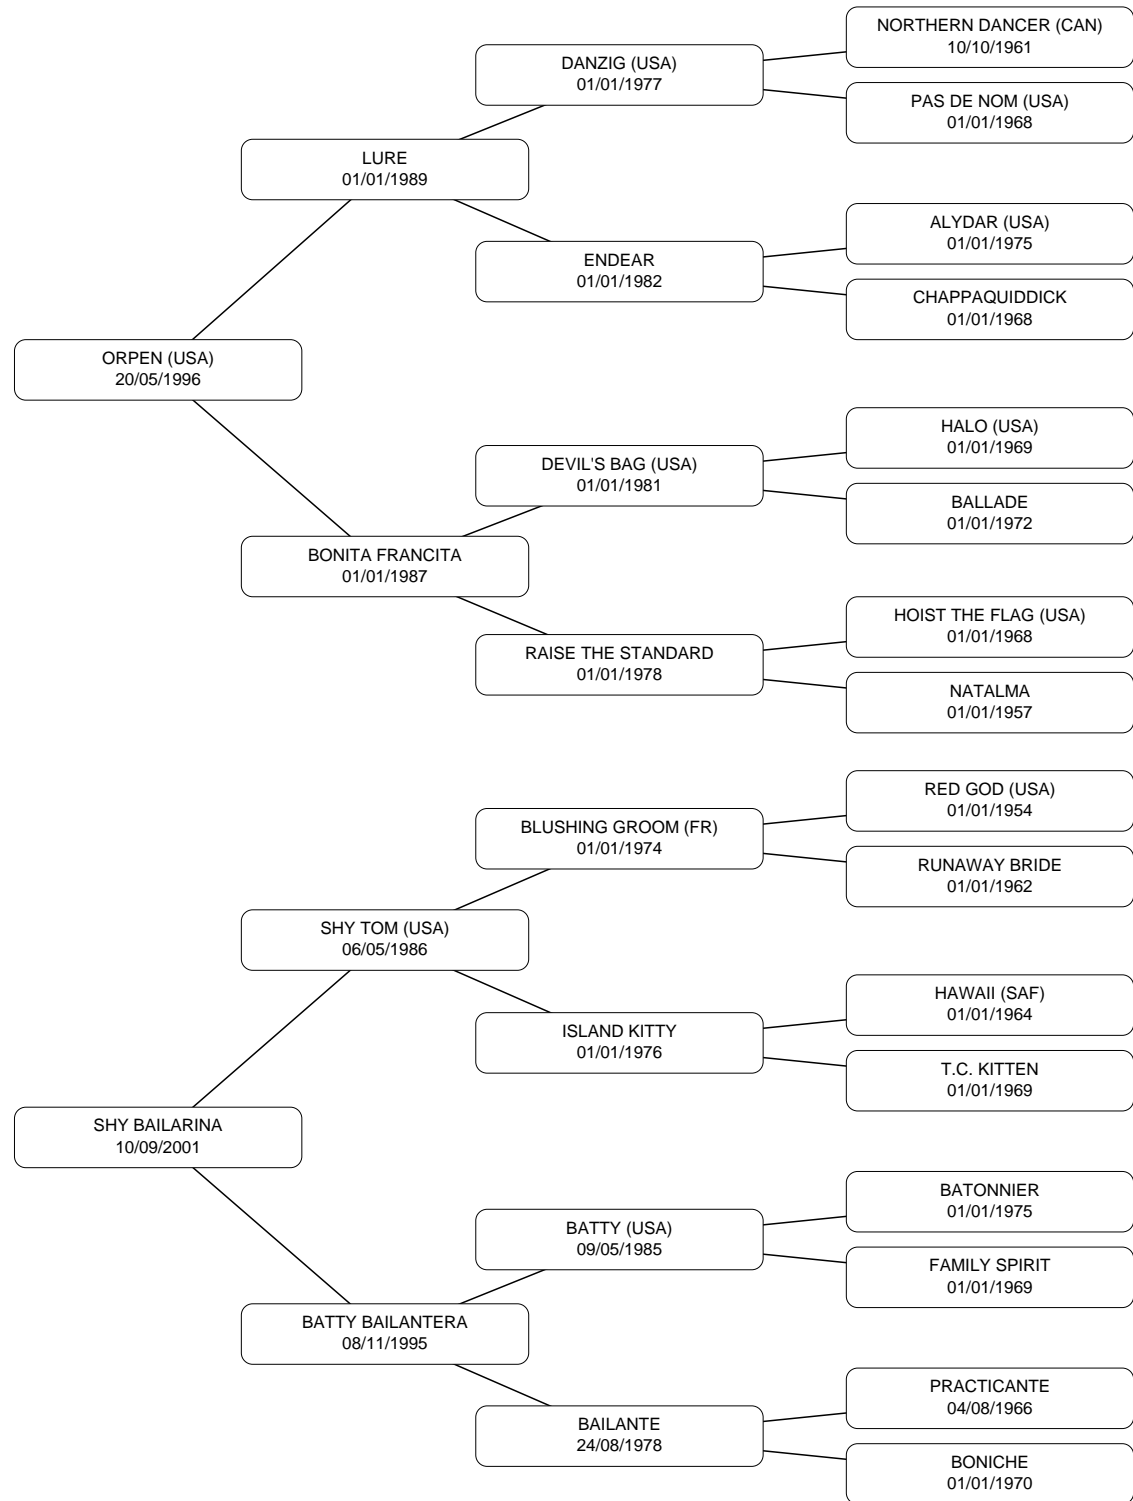 NORTHERN DANCER (CAN)
10/10/1961
DANZIG (USA)
01/01/1977
PAS DE NOM (USA)
01/01/1968
LURE
01/01/1989
ALYDAR (USA)
01/01/1975
ENDEAR
01/01/1982
CHAPPAQUIDDICK
01/01/1968
ORPEN (USA)
20/05/1996
HALO (USA)
01/01/1969
DEVIL'S BAG (USA)
01/01/1981
BALLADE
01/01/1972
BONITA FRANCITA
01/01/1987
HOIST THE FLAG (USA)
01/01/1968
RAISE THE STANDARD
01/01/1978
NATALMA
01/01/1957
RED GOD (USA)
01/01/1954
BLUSHING GROOM (FR)
01/01/1974
RUNAWAY BRIDE
01/01/1962
SHY TOM (USA)
06/05/1986
HAWAII (SAF)
01/01/1964
ISLAND KITTY
01/01/1976
T.C. KITTEN
01/01/1969
SHY BAILARINA
10/09/2001
BATONNIER
01/01/1975
BATTY (USA)
09/05/1985
FAMILY SPIRIT
01/01/1969
BATTY BAILANTERA
08/11/1995
PRACTICANTE
04/08/1966
BAILANTE
24/08/1978
BONICHE
01/01/1970